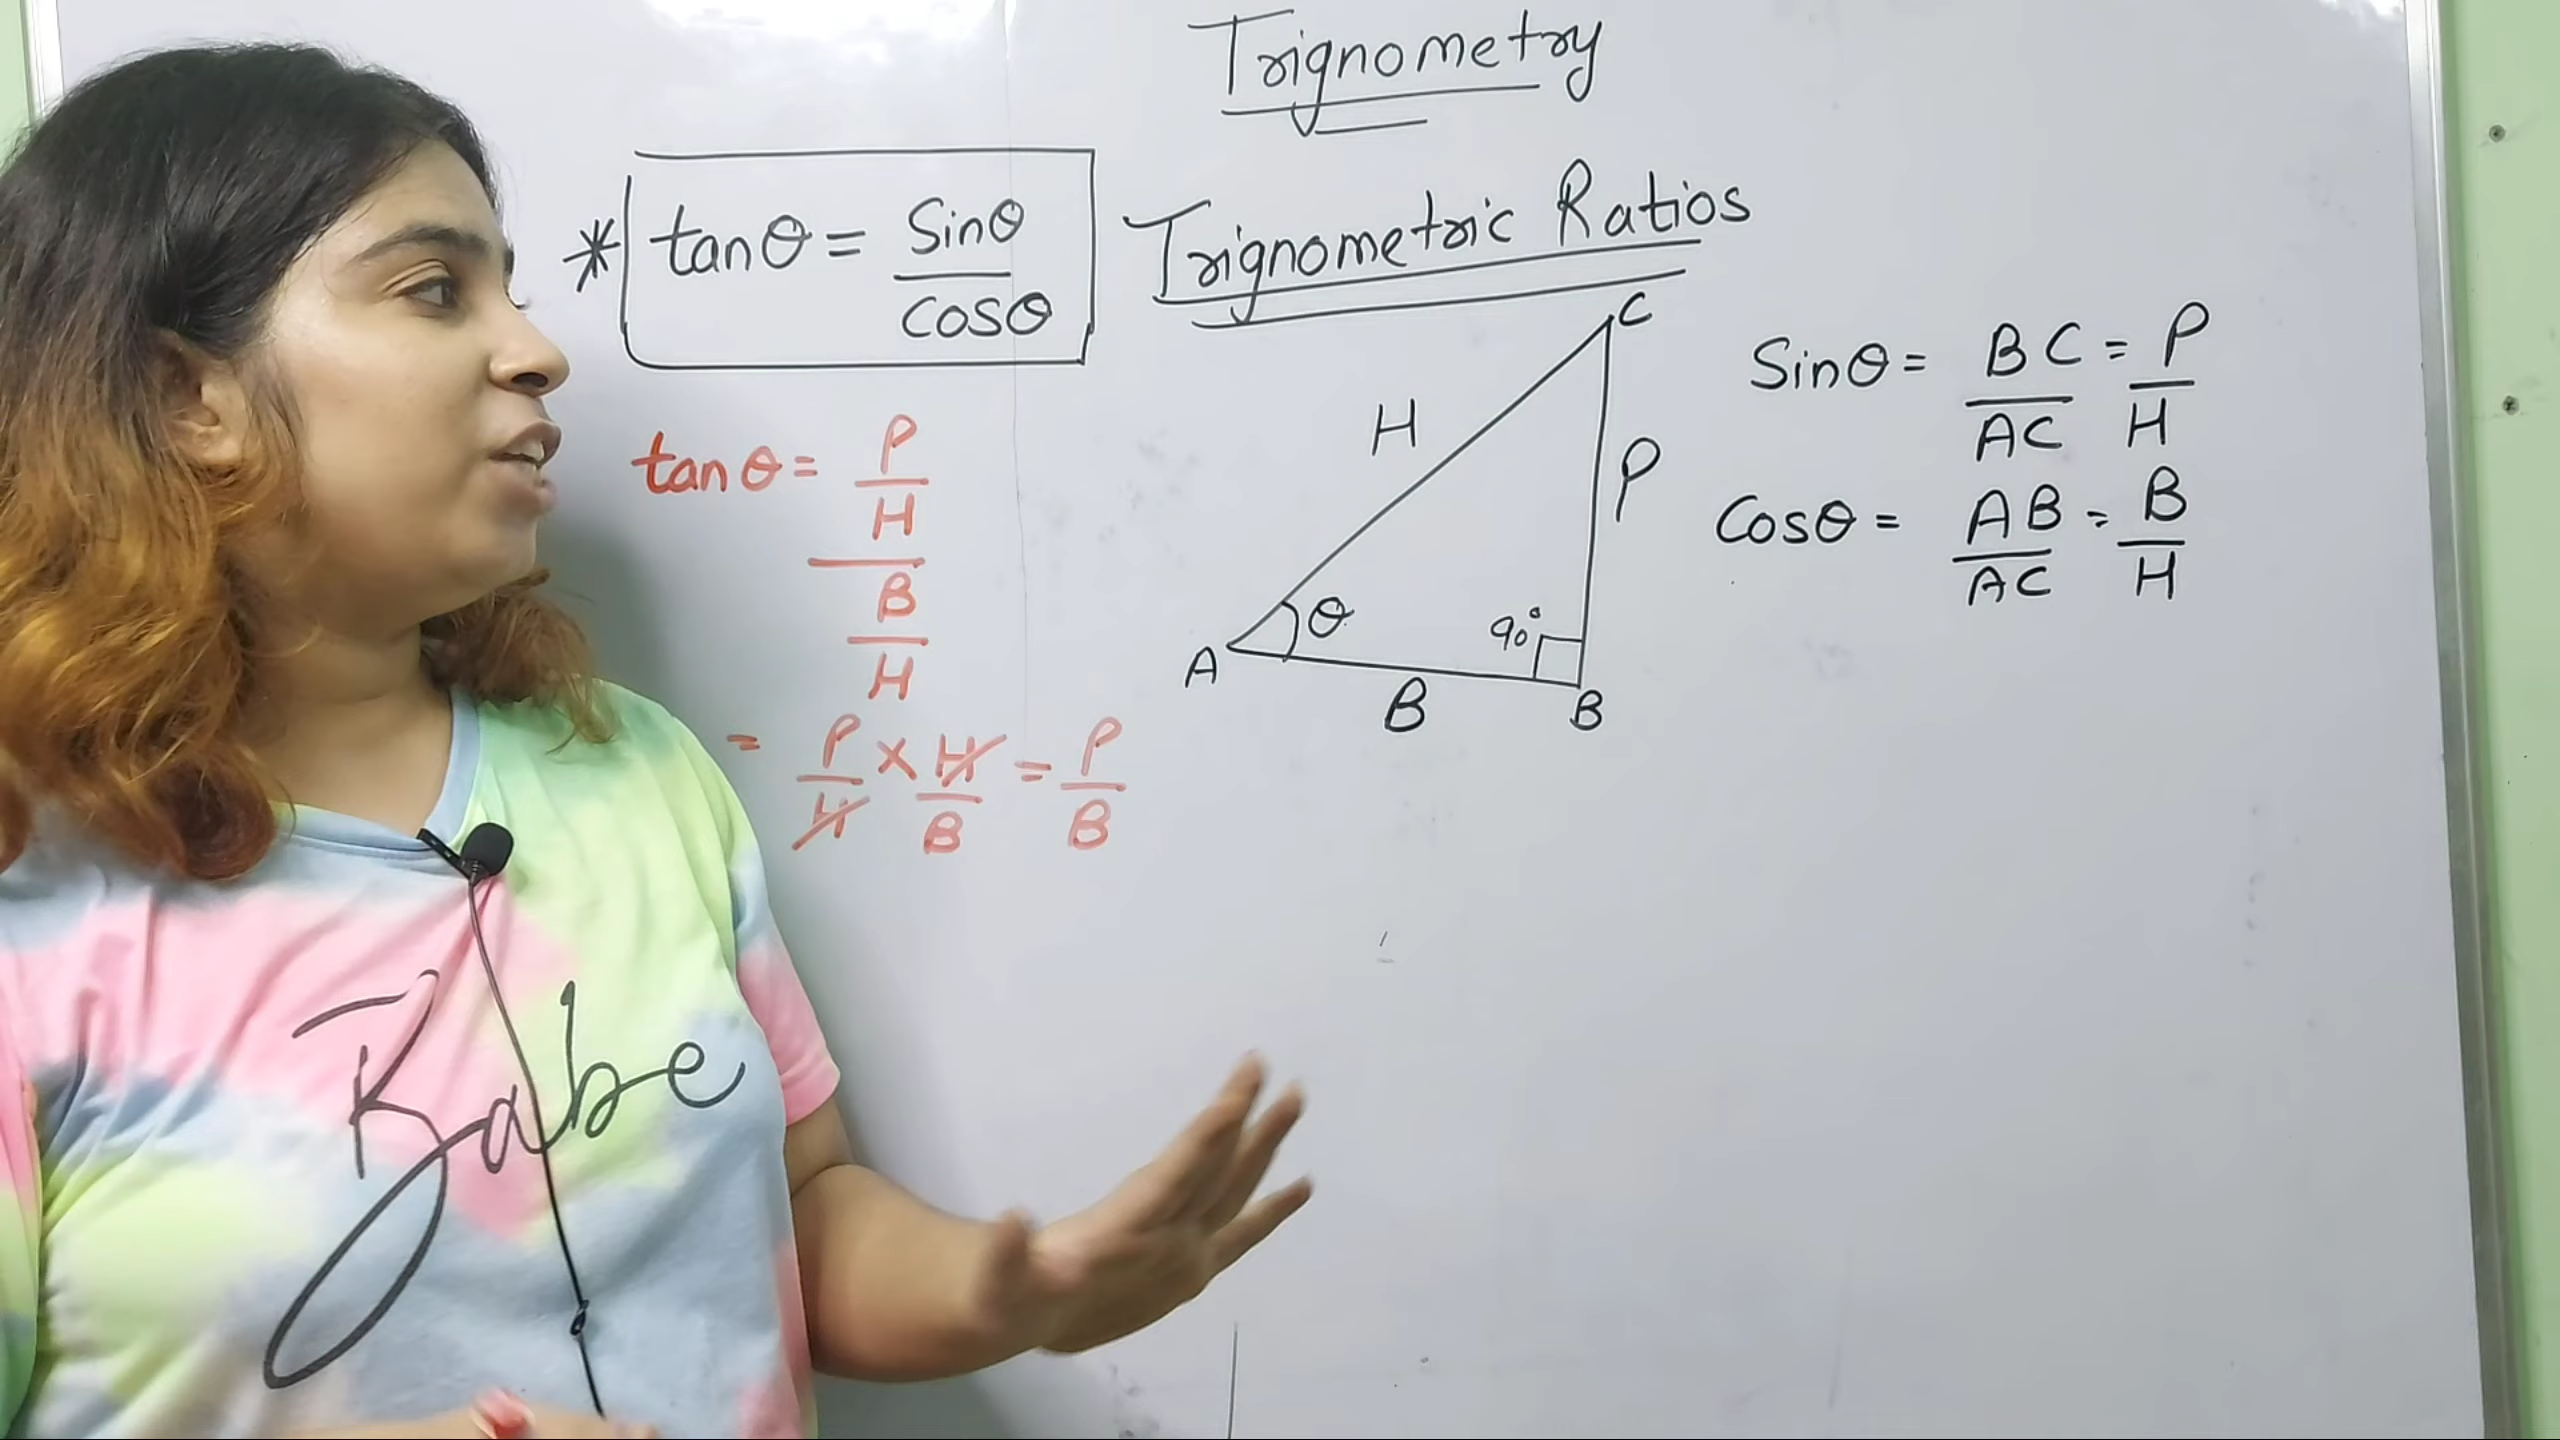 Trignometry
Trignometric Ratios
* tanθ = Sinθ / cosθ
tanθ = P/H / B/H
= P/H × H/B = P/B
C
H
P
θ
90°
A
B
B
Sinθ = BC/AC = P/H
Cosθ = AB/AC = B/H
Babe